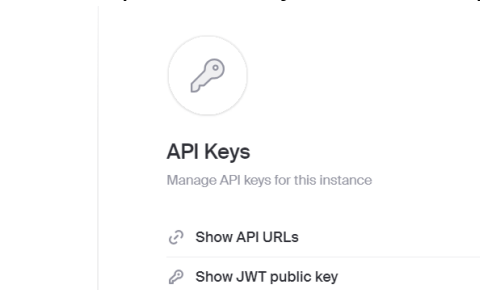 API Keys
Manage API keys for this instance
Show API URLs
Show JWT public key